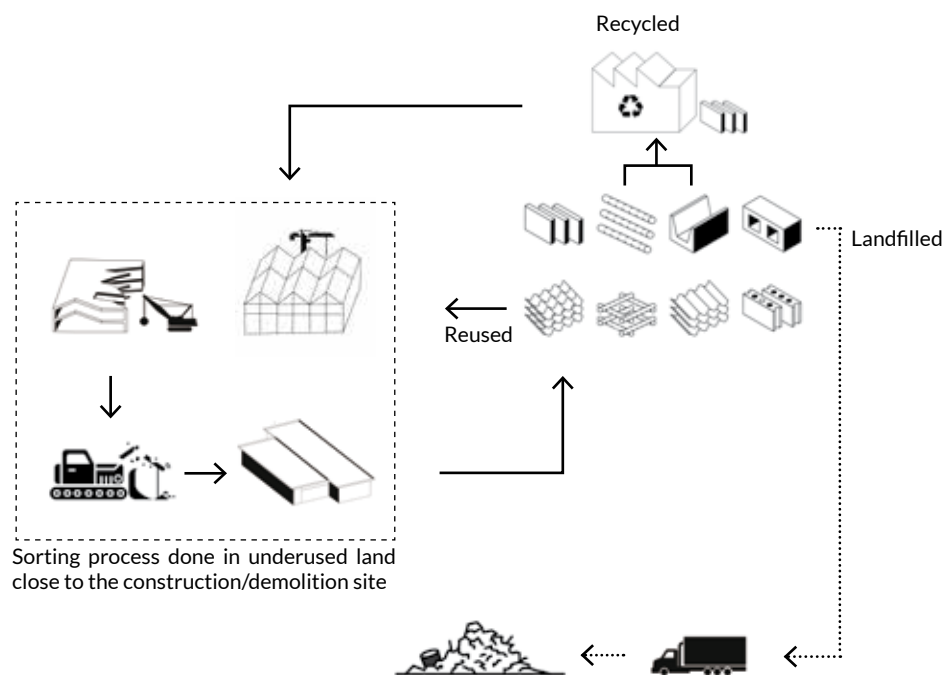 Recycled
Landfilled
Reused
Sorting process done in underused land
close to the construction/demolition site